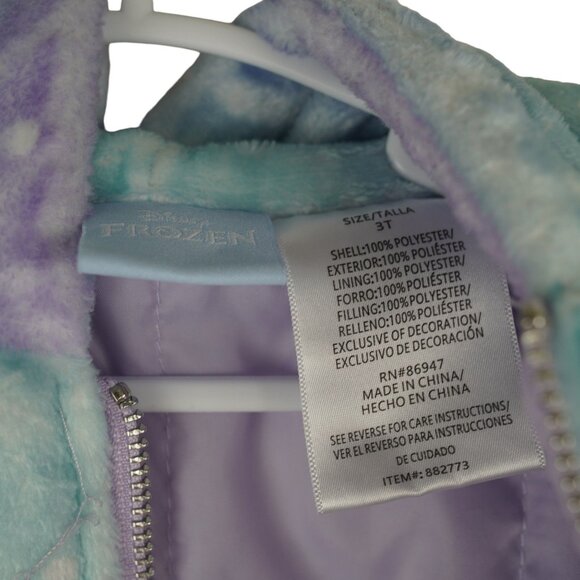 Disney
FROZEN
SIZE/TALLA
3T
SHELL:100% POLYESTER/
EXTERIOR:100% POLIÉSTER
LINING:100% POLYESTER/
FORRO:100% POLIÉSTER
FILLING:100% POLYESTER/
RELLENO:100% POLIÉSTER
EXCLUSIVE OF DECORATION/
EXCLUSIVO DE DECORACIÓN
RN#86947
MADE IN CHINA/
HECHO EN CHINA
SEE REVERSE FOR CARE INSTRUCTIONS/
VER EL REVERSO PARA INSTRUCCIONES
DE CUIDADO
ITEM#: 882773